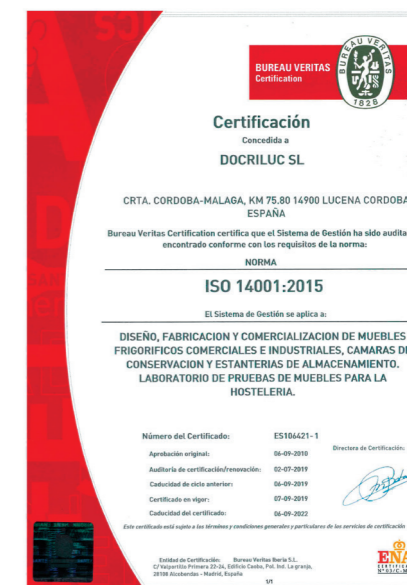 BUREAU VERITAS
Certification
BUREAU VERITAS
1828
Certificación
Concedida a
DOCRILUC SL
CRTA. CORDOBA-MALAGA, KM 75.80 14900 LUCENA CORDOBA
ESPAÑA
Bureau Veritas Certification certifica que el Sistema de Gestión ha sido audita
encontrado conforme con los requisitos de la norma:
NORMA
ISO 14001:2015
El Sistema de Gestión se aplica a:
DISEÑO, FABRICACION Y COMERCIALIZACION DE MUEBLES
FRIGORIFICOS COMERCIALES E INDUSTRIALES, CAMARAS DE
CONSERVACION Y ESTANTERIAS DE ALMACENAMIENTO.
LABORATORIO DE PRUEBAS DE MUEBLES PARA LA
HOSTELERIA.
Número del Certificado: ES106421-1
Aprobación original: 06-09-2010
Directora de Certificación:
Auditoría de certificación/renovación: 02-07-2019
Caducidad de ciclo anterior: 06-09-2019
Certificado en vigor: 07-09-2019
Caducidad del certificado: 06-09-2022
Este certificado está sujeto a los términos y condiciones generales y particulares de los servicios de certificación
Entidad de Certificación: Bureau Veritas Iberia S.L.
C/ Valportillo Primera 22-24, Edificio Caoba, Pol. Ind. La granja,
28108 Alcobendas - Madrid, España
ENA
1/1